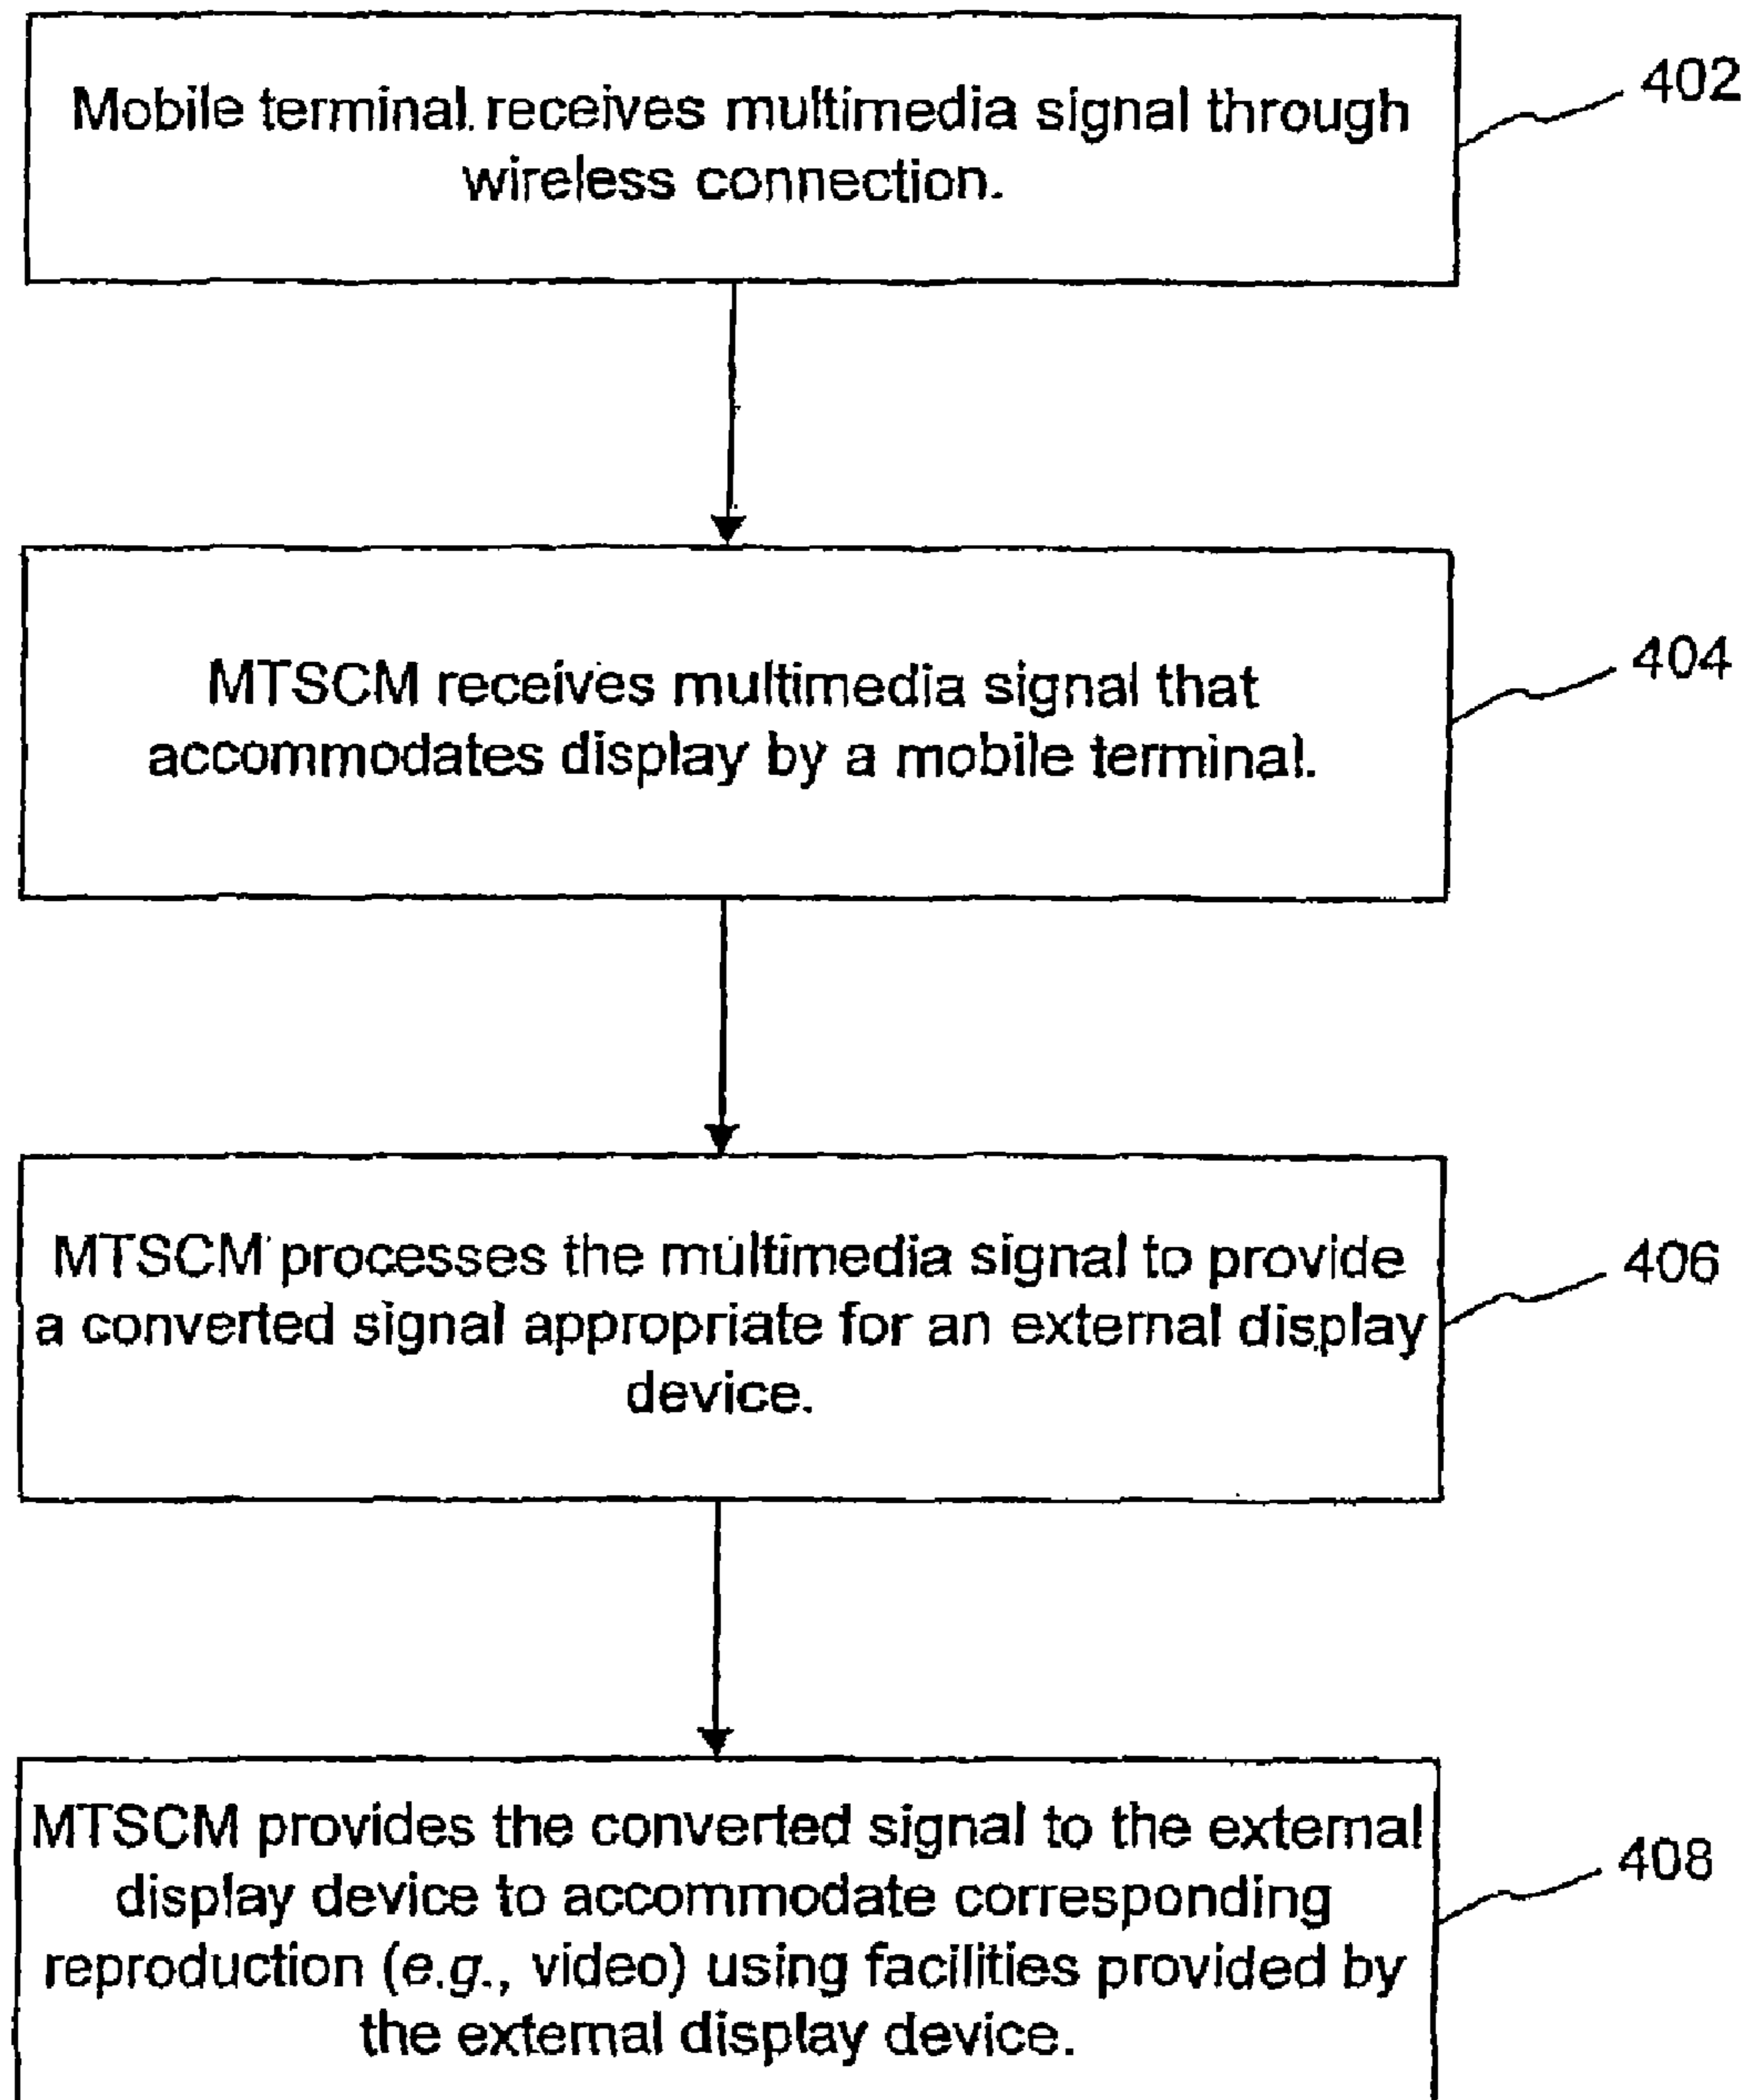 Mobile terminal receives multimedia signal through
wireless connection.
402
MTSCM receives multimedia signal that
accommodates display by a mobile terminal.
404
MTSCM processes the multimedia signal to provide
a converted signal appropriate for an external display
device.
406
MTSCM provides the converted signal to the external
display device to accommodate corresponding
reproduction (e.g., video) using facilities provided by
the external display device.
408